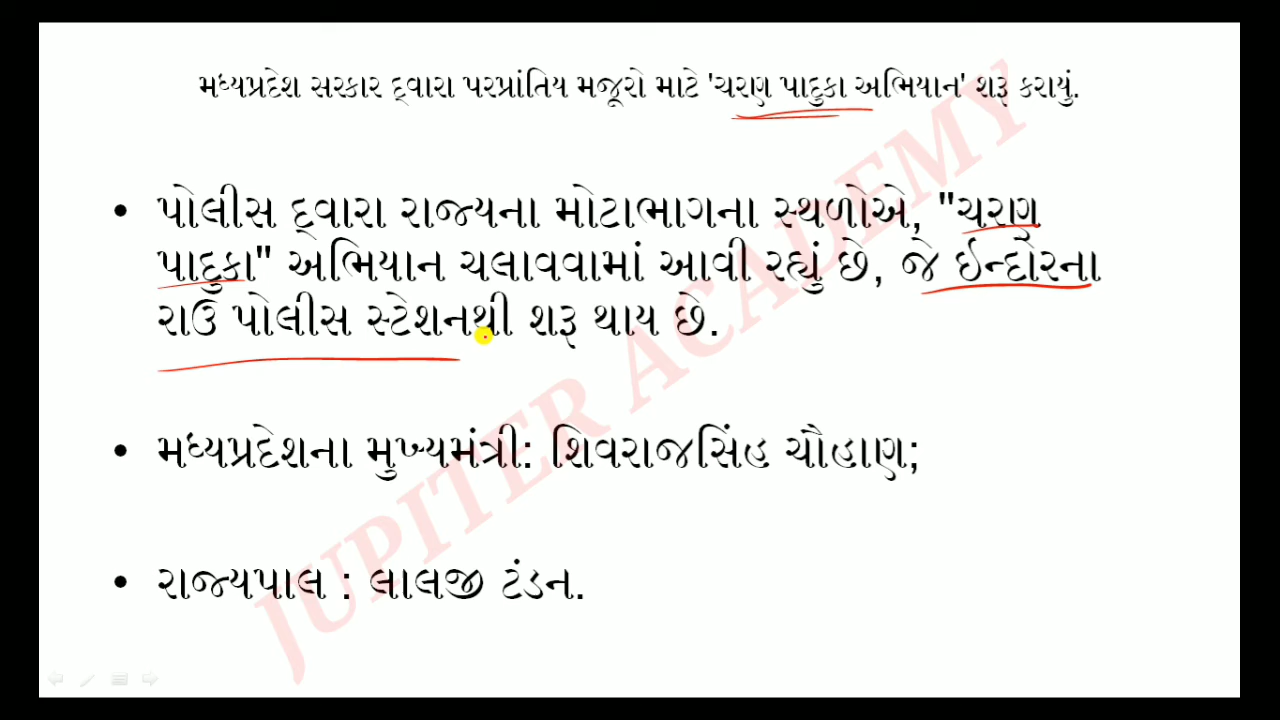 મધ્યપ્રદેશ સરકાર દ્વારા પરપ્રાંતિય મજૂરો માટે 'ચરણ પાદુકા અભિયાન' શરૂ કરાયું.
• પોલીસ દ્વારા રાજ્યના મોટાભાગના સ્થળોએ, "ચરણ
પાદુકા" અભિયાન ચલાવવામાં આવી રહ્યું છે, જે ઈન્દોરના
રાઉ પોલીસ સ્ટેશનથી શરૂ થાય છે.
• મધ્યપ્રદેશના મુખ્યમંત્રી: શિવરાજસિંહ ચૌહાણ;
• રાજ્યપાલ : લાલજી ટંડન.
JUPITER ACADEMY